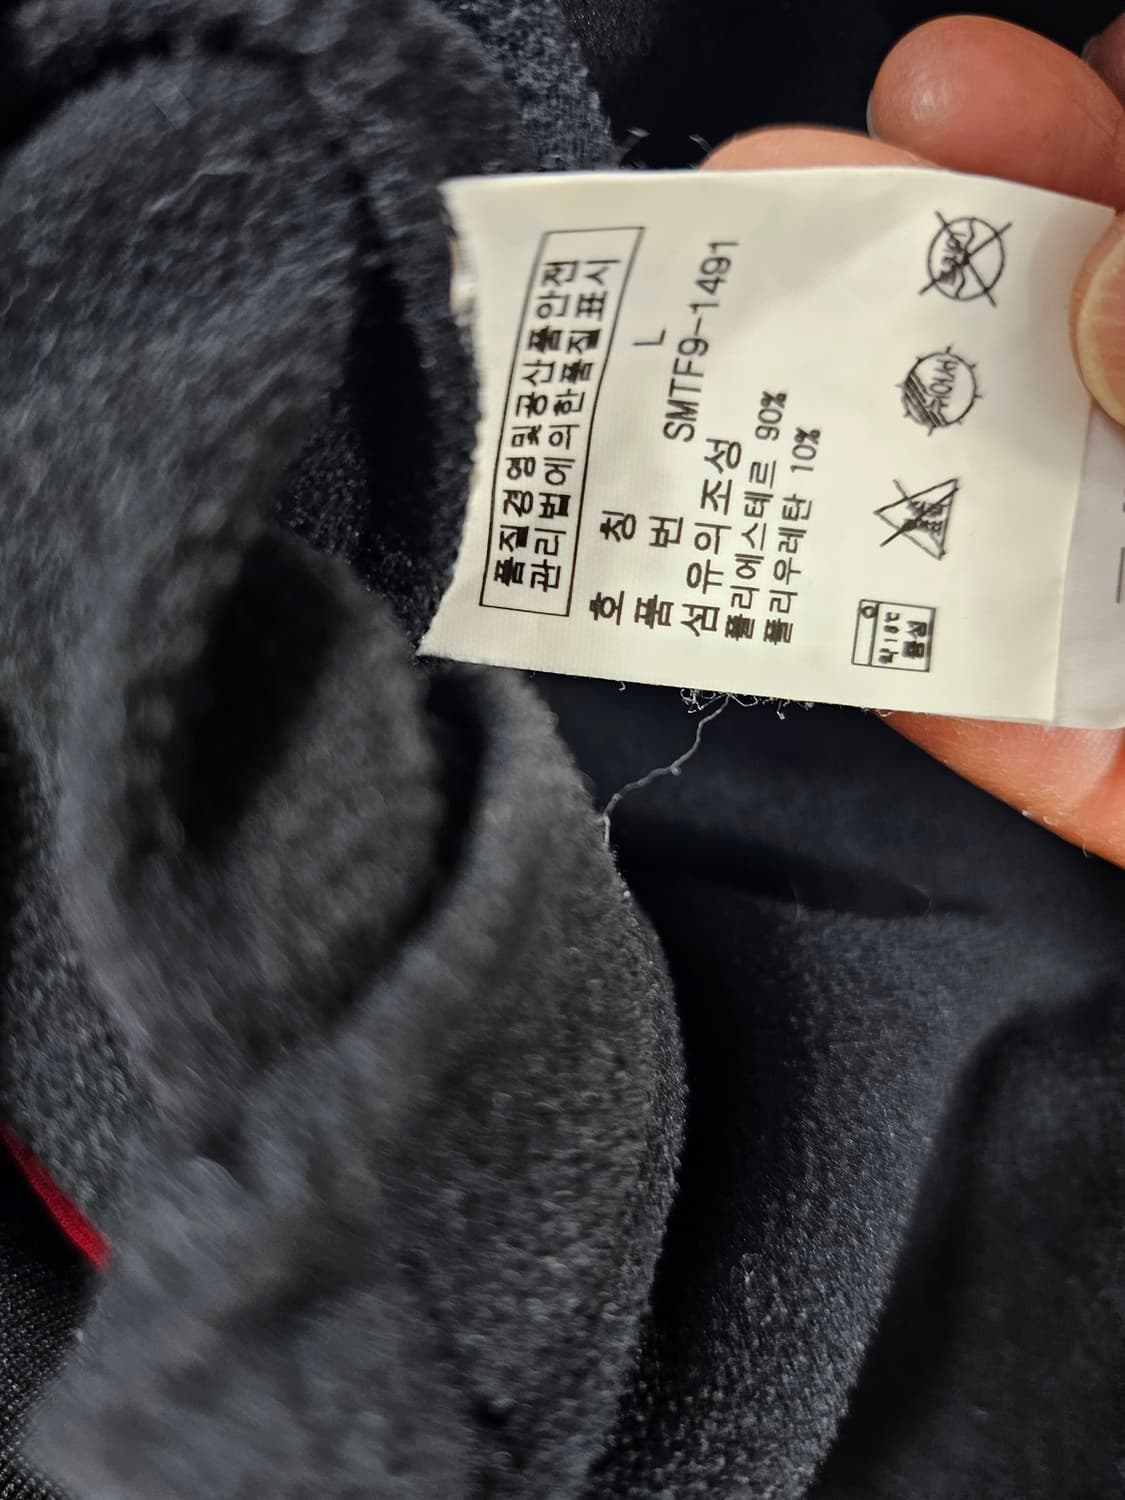 품질경영 및 공산품안전
관리법에 의한 품질표시
호 칭 L
품 번 SMTF9-1491
섬유의 조성
폴리에스테르 90%
폴리우레탄 10%